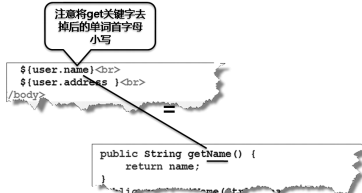 注意将get关键字去
掉后的单词首字母
小写
${user.name}<br>
${user.address }<br>
/body>
=
public String getName() {
return name;
}